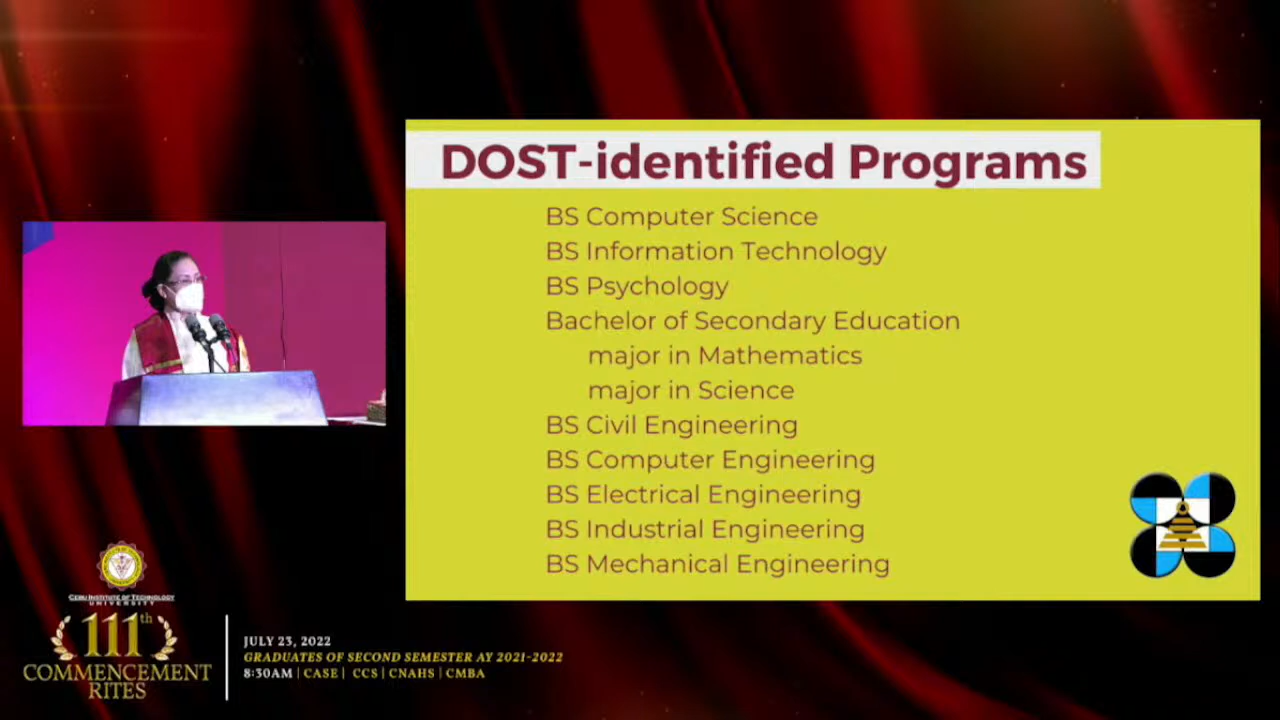 DOST-identified Programs
BS Computer Science
BS Information Technology
BS Psychology
Bachelor of Secondary Education
major in Mathematics
major in Science
BS Civil Engineering
BS Computer Engineering
BS Electrical Engineering
BS Industrial Engineering
BS Mechanical Engineering
CEBU INSTITUTE OF TECHNOLOGY
UNIVERSITY
111th
COMMENCEMENT
RITES
JULY 23, 2022
GRADUATES OF SECOND SEMESTER AY 2021-2022
8:30AM | CASE | CCS | CNAHS | CMBA